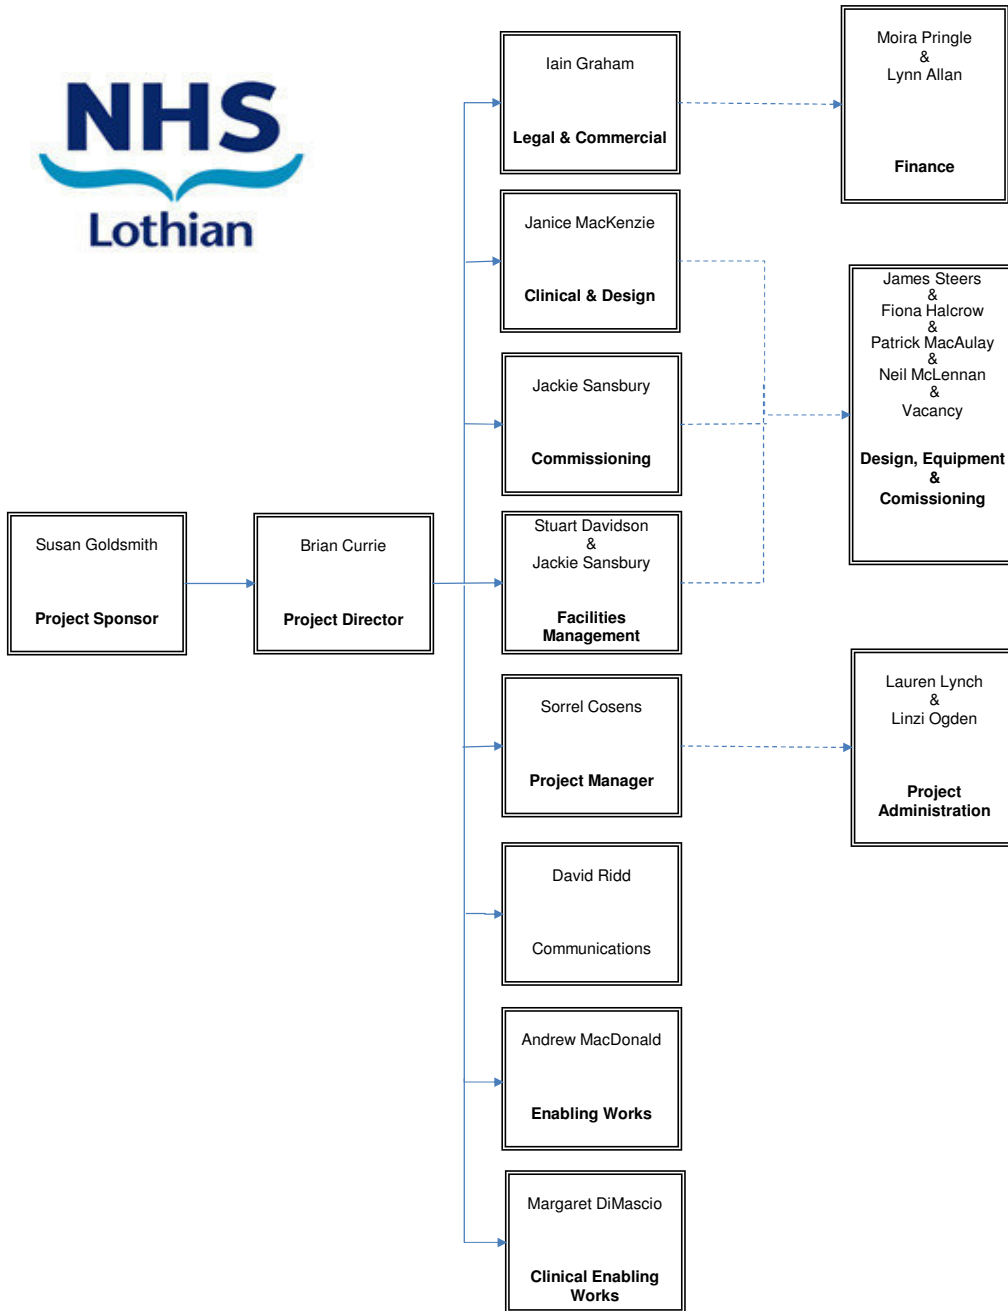 NHS
Lothian
Susan Goldsmith
Project Sponsor
Brian Currie
Project Director
Iain Graham
Legal & Commercial
Janice MacKenzie
Clinical & Design
Jackie Sansbury
Commissioning
Stuart Davidson
&
Jackie Sansbury
Facilities
Management
Sorrel Cosens
Project Manager
David Ridd
Communications
Andrew MacDonald
Enabling Works
Margaret DiMascio
Clinical Enabling
Works
Moira Pringle
&
Lynn Allan
Finance
James Steers
&
Fiona Halcrow
&
Patrick MacAulay
&
Neil McLennan
&
Vacancy
Design, Equipment
&
Comissioning
Lauren Lynch
&
Linzi Ogden
Project
Administration